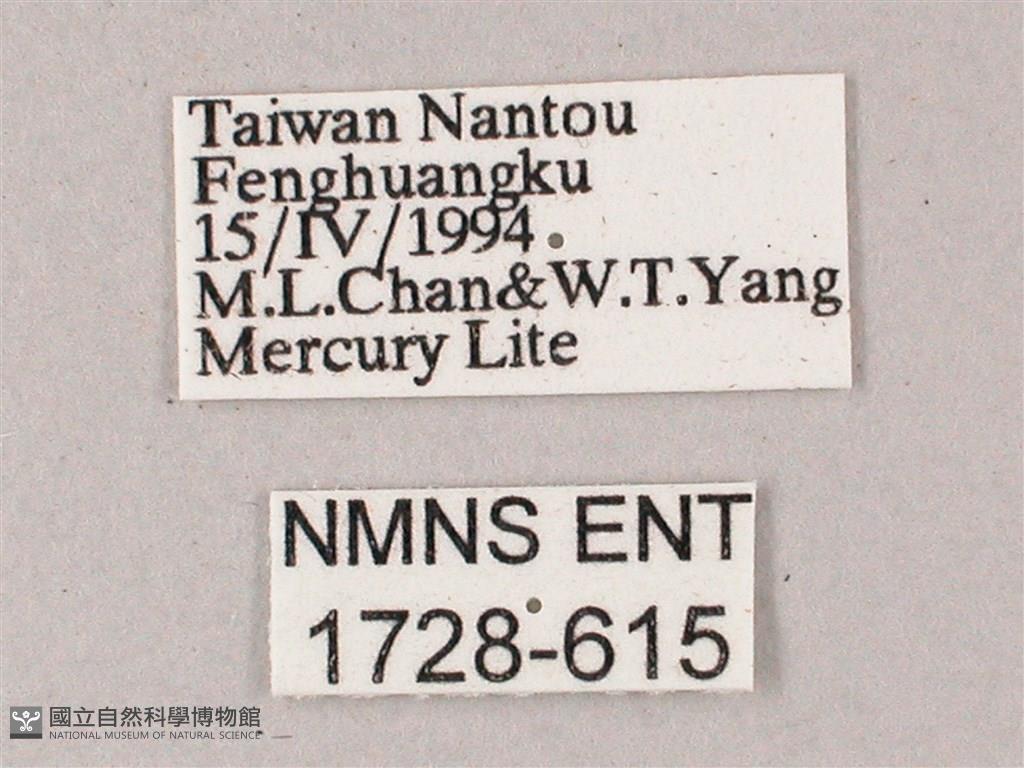 Taiwan Nantou
Fenghuangku
15/IV/1994
M.L.Chan&W.T.Yang
Mercury Lite
NMNS ENT
1728-615
國立自然科學博物館
NATIONAL MUSEUM OF NATURAL SCIENCE